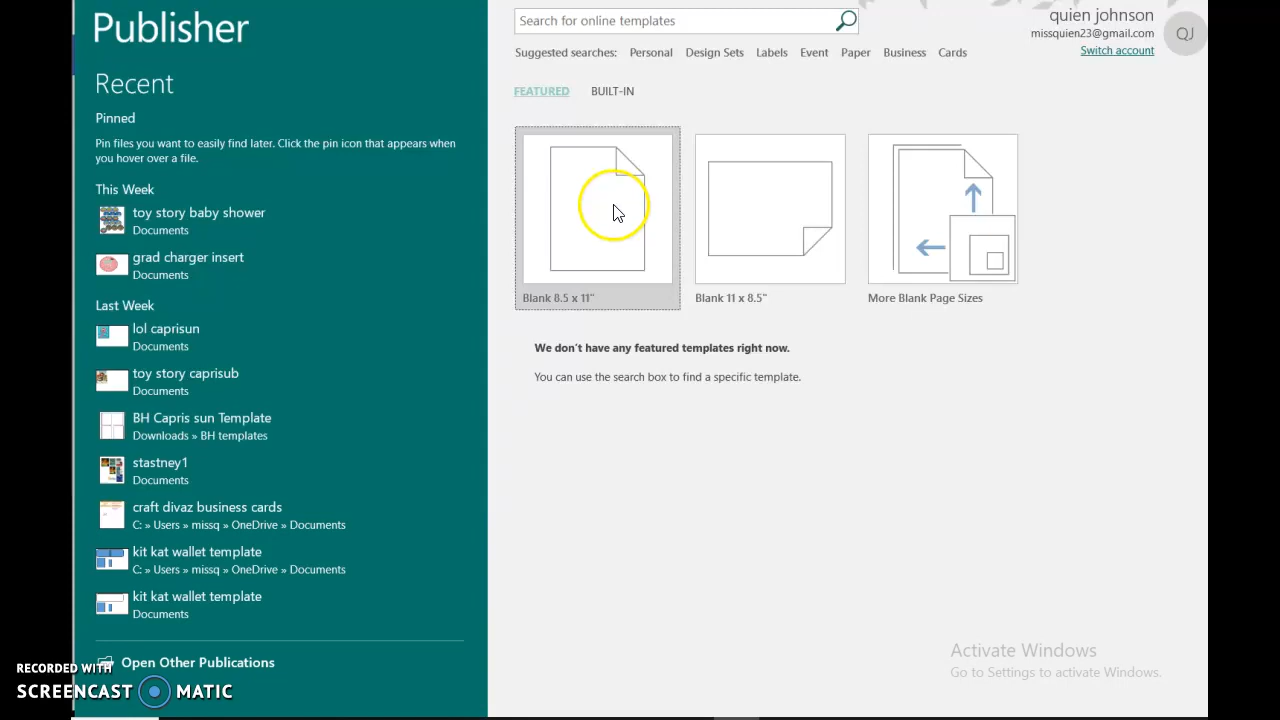 Publisher
Recent
Pinned
Pin files you want to easily find later. Click the pin icon that appears when
you hover over a file.
This Week
toy story baby shower
Documents
grad charger insert
Documents
Last Week
lol caprisun
Documents
toy story caprisub
Documents
BH Capris sun Template
Downloads » BH templates
stastney1
Documents
craft divaz business cards
C: » Users » missq » OneDrive » Documents
kit kat wallet template
C: » Users » missq » OneDrive » Documents
kit kat wallet template
Documents
Open Other Publications
RECORDED WITH
SCREENCAST MATIC
Search for online templates
Suggested searches: Personal Design Sets Labels Event Paper Business Cards
quien johnson
missquien23@gmail.com
Switch account
QJ
FEATURED BUILT-IN
Blank 8.5 x 11"
Blank 11 x 8.5"
More Blank Page Sizes
We don't have any featured templates right now.
You can use the search box to find a specific template.
Activate Windows
Go to Settings to activate Windows.